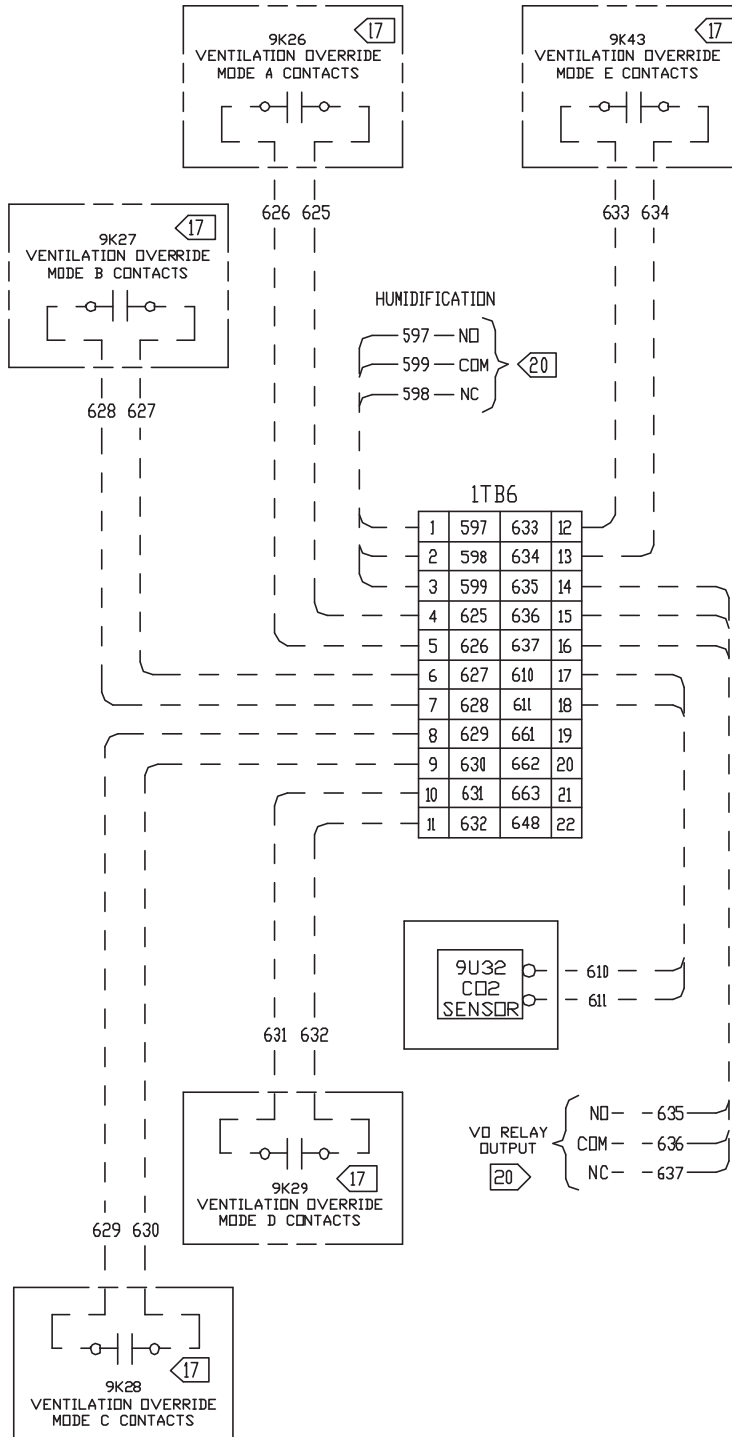 9K26
17
VENTILATION OVERRIDE
MODE A CONTACTS
626
625
9K43
17
VENTILATION OVERRIDE
MODE E CONTACTS
633
634
9K27
17
VENTILATION OVERRIDE
MODE B CONTACTS
628
627
HUMIDIFICATION
597 NO
599 COM
598 NC
20
1TB6
1 597 633 12
2 598 634 13
3 599 635 14
4 625 636 15
5 626 637 16
6 627 610 17
7 628 611 18
8 629 661 19
9 630 662 20
10 631 663 21
11 632 648 22
9U32
CO2
SENSOR
610
611
631
632
9K29
17
VENTILATION OVERRIDE
MODE D CONTACTS
VO RELAY
OUTPUT
20
NO 635
COM 636
NC 637
629
630
9K28
17
VENTILATION OVERRIDE
MODE C CONTACTS